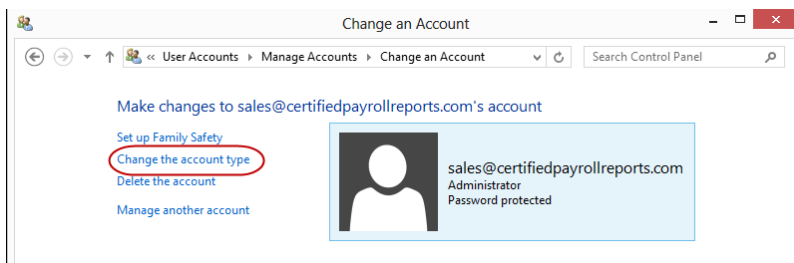 Change an Account
« User Accounts Manage Accounts Change an Account Search Control Panel
Make changes to sales@certifiedpayrollreports.com's account
Set up Family Safety
Change the account type
Delete the account
Manage another account
sales@certifiedpayrollreports.com
Administrator
Password protected